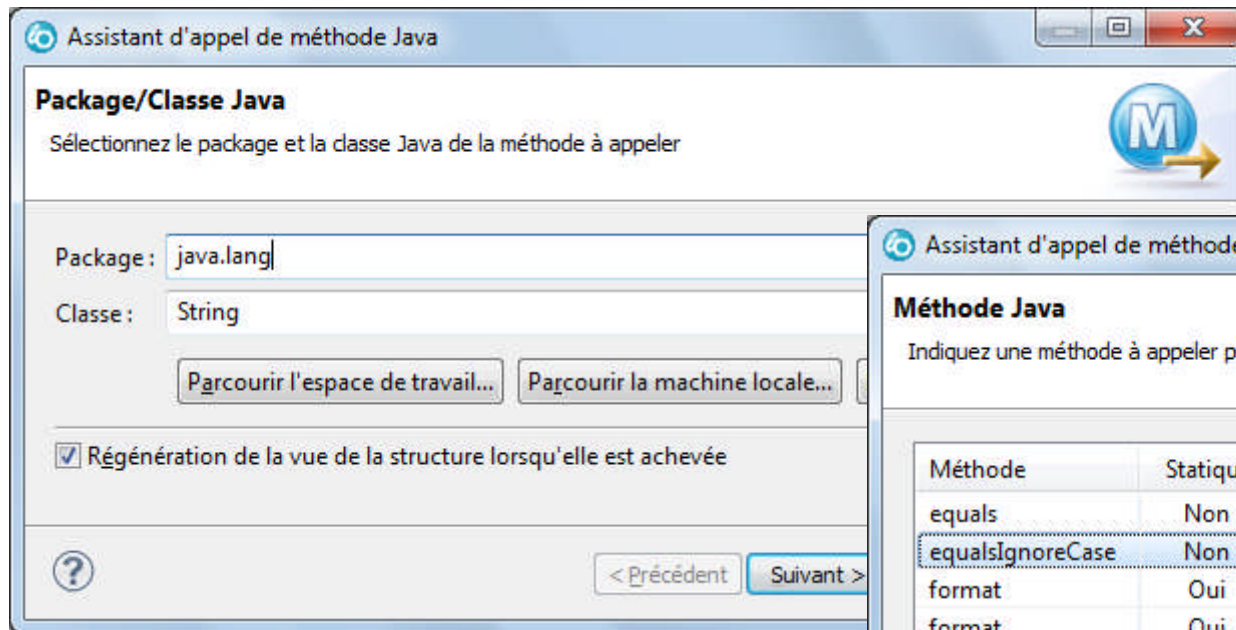 Assistant d'appel de méthode Java
Package/Classe Java
Sélectionnez le package et la classe Java de la méthode à appeler
M
Package : java.lang
Classe : String
Parcourir l'espace de travail... Parcourir la machine locale...
Régénération de la vue de la structure lorsqu'elle est achevée
? < Précédent Suivant >
Assistant d'appel de méthode
Méthode Java
Indiquez une méthode à appeler p
Méthode Statiqu
equals Non
equalsIgnoreCase Non
format Oui
format Oui